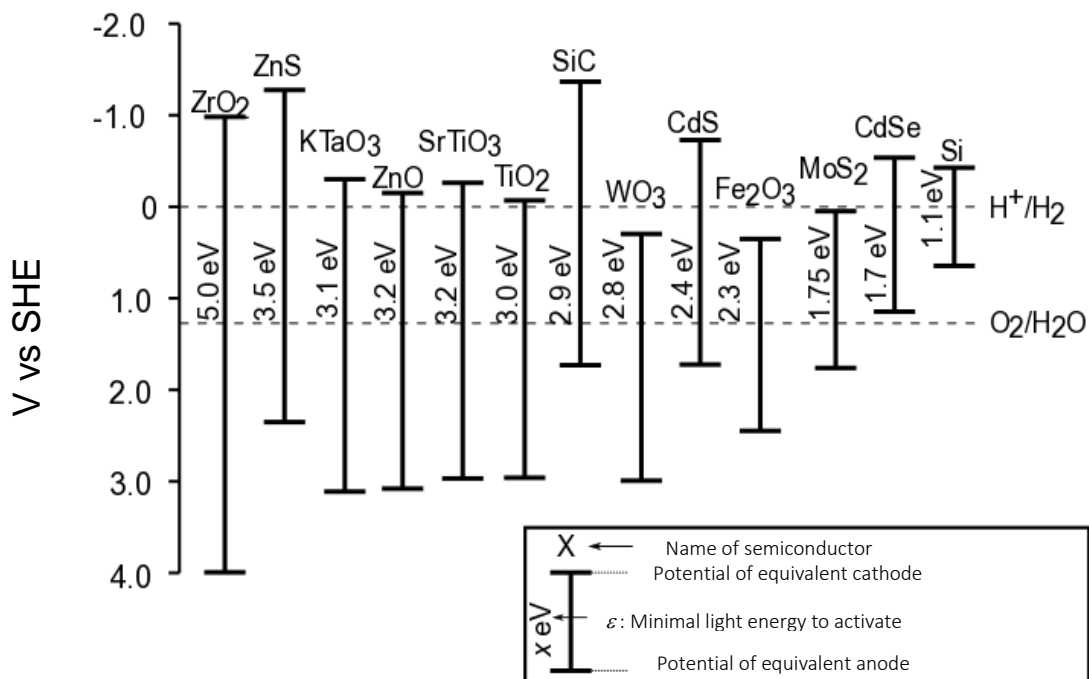 V vs SHE
-2.0
-1.0
0
1.0
2.0
3.0
4.0
ZrO2
5.0 eV
ZnS
3.5 eV
KTaO3
3.1 eV
ZnO
3.2 eV
SrTiO3
3.2 eV
TiO2
3.0 eV
SiC
2.9 eV
WO3
2.8 eV
CdS
2.4 eV
Fe2O3
2.3 eV
MoS2
1.75 eV
CdSe
1.7 eV
Si
1.1 eV
H+/H2
O2/H2O
X
Name of semiconductor
Potential of equivalent cathode
x eV
ε : Minimal light energy to activate
Potential of equivalent anode